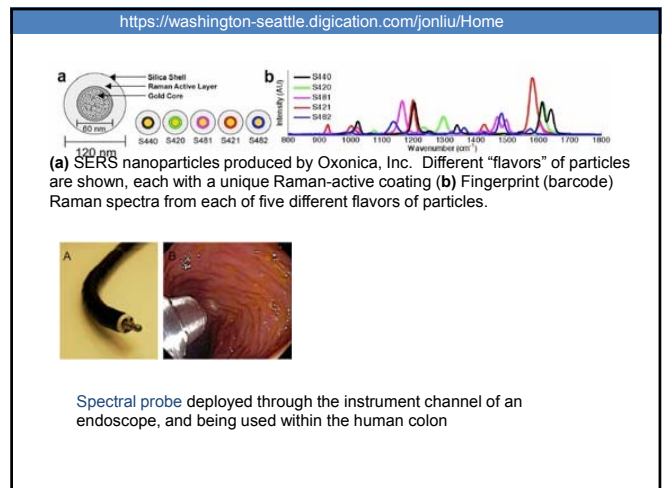 https://washington-seattle.digication.com/jonliu/Home
a
Silica Shell
Raman Active Layer
Gold Core
60 nm
120 nm
S440 S420 S481 S421 S482
b
Intensity (AU)
S440
S420
S481
S421
S482
800 900 1000 1100 1200 1300 1400 1500 1600 1700 1800
Wavenumber (cm⁻¹)
(a) SERS nanoparticles produced by Oxonica, Inc. Different “flavors” of particles
are shown, each with a unique Raman-active coating (b) Fingerprint (barcode)
Raman spectra from each of five different flavors of particles.
A
B
Spectral probe deployed through the instrument channel of an
endoscope, and being used within the human colon